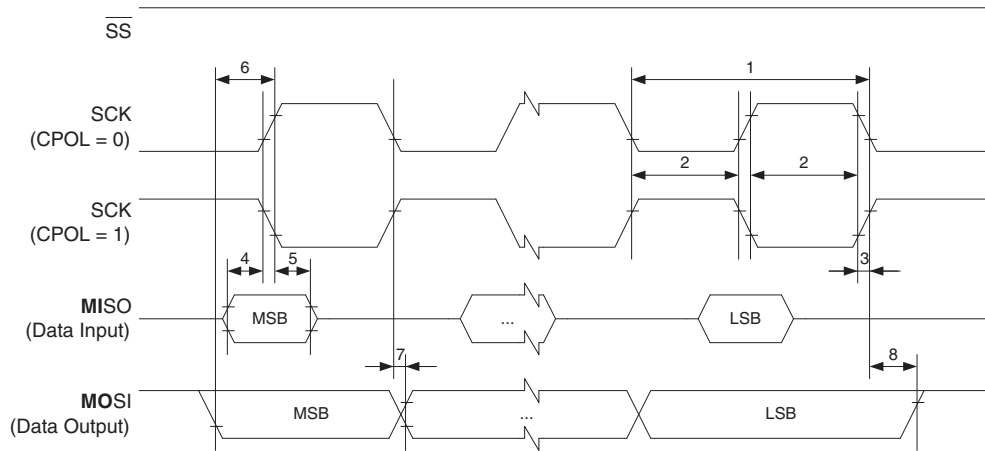 SS
6
1
SCK
(CPOL = 0)
2
2
SCK
(CPOL = 1)
4
5
3
MISO
(Data Input)
MSB
...
LSB
7
8
MOSI
(Data Output)
MSB
...
LSB